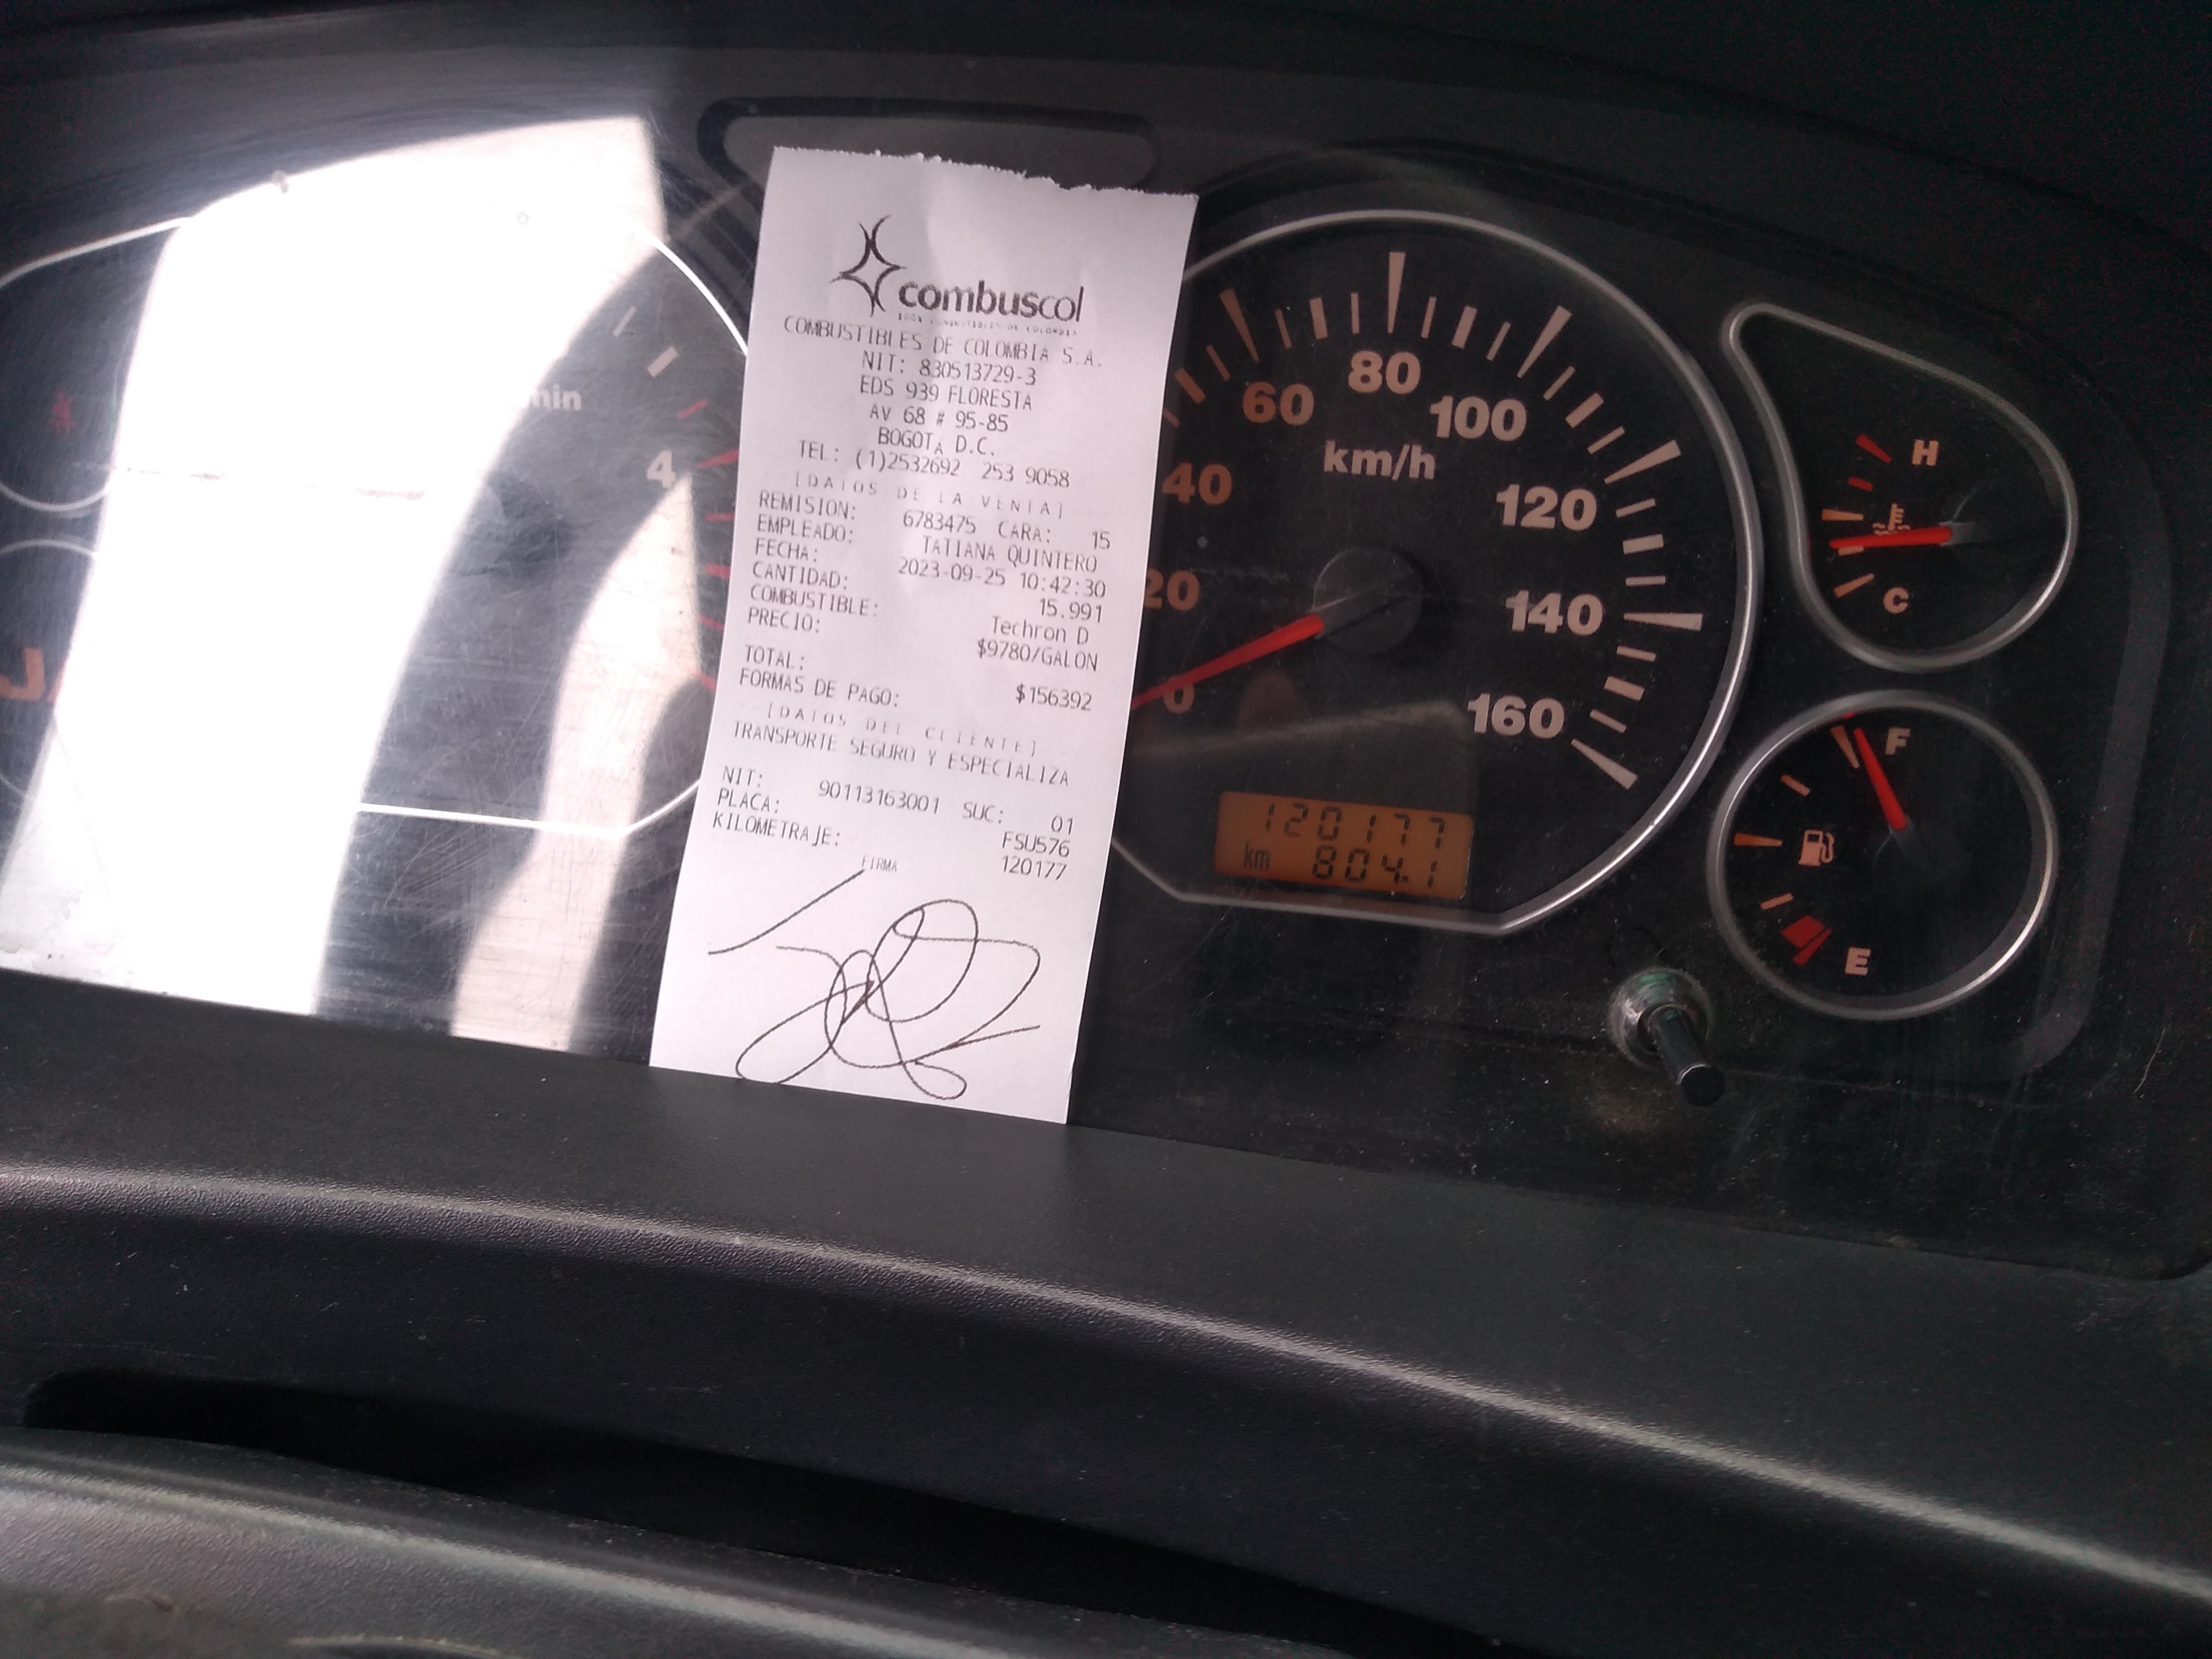 combuscol
COMBUSTIBLES DE COLOMBIA S.A.
NIT: 830513729-3
EDS 939 FLORESTA
AV 68 # 95-85
BOGOTA D.C.
TEL: (1)2532692 253 9058
[DATOS DE LA VENTA]
REMISION: 6783475 CARA: 15
EMPLEADO: TATIANA QUINTERO
FECHA: 2023-09-25 10:42:30
CANTIDAD: 15.991
COMBUSTIBLE: Techron D
PRECIO: $9780/GALON
TOTAL: $156392
FORMAS DE PAGO:
[DATOS DEL CLIENTE]
TRANSPORTE SEGURO Y ESPECIALIZA
NIT: 90113163001 SUC: 01
PLACA: FSU576
KILOMETRAJE: 120177
FIRMA
min
4
0
20
40
60
80
100
120
140
160
km/h
120177
km 804.1
H
C
F
E